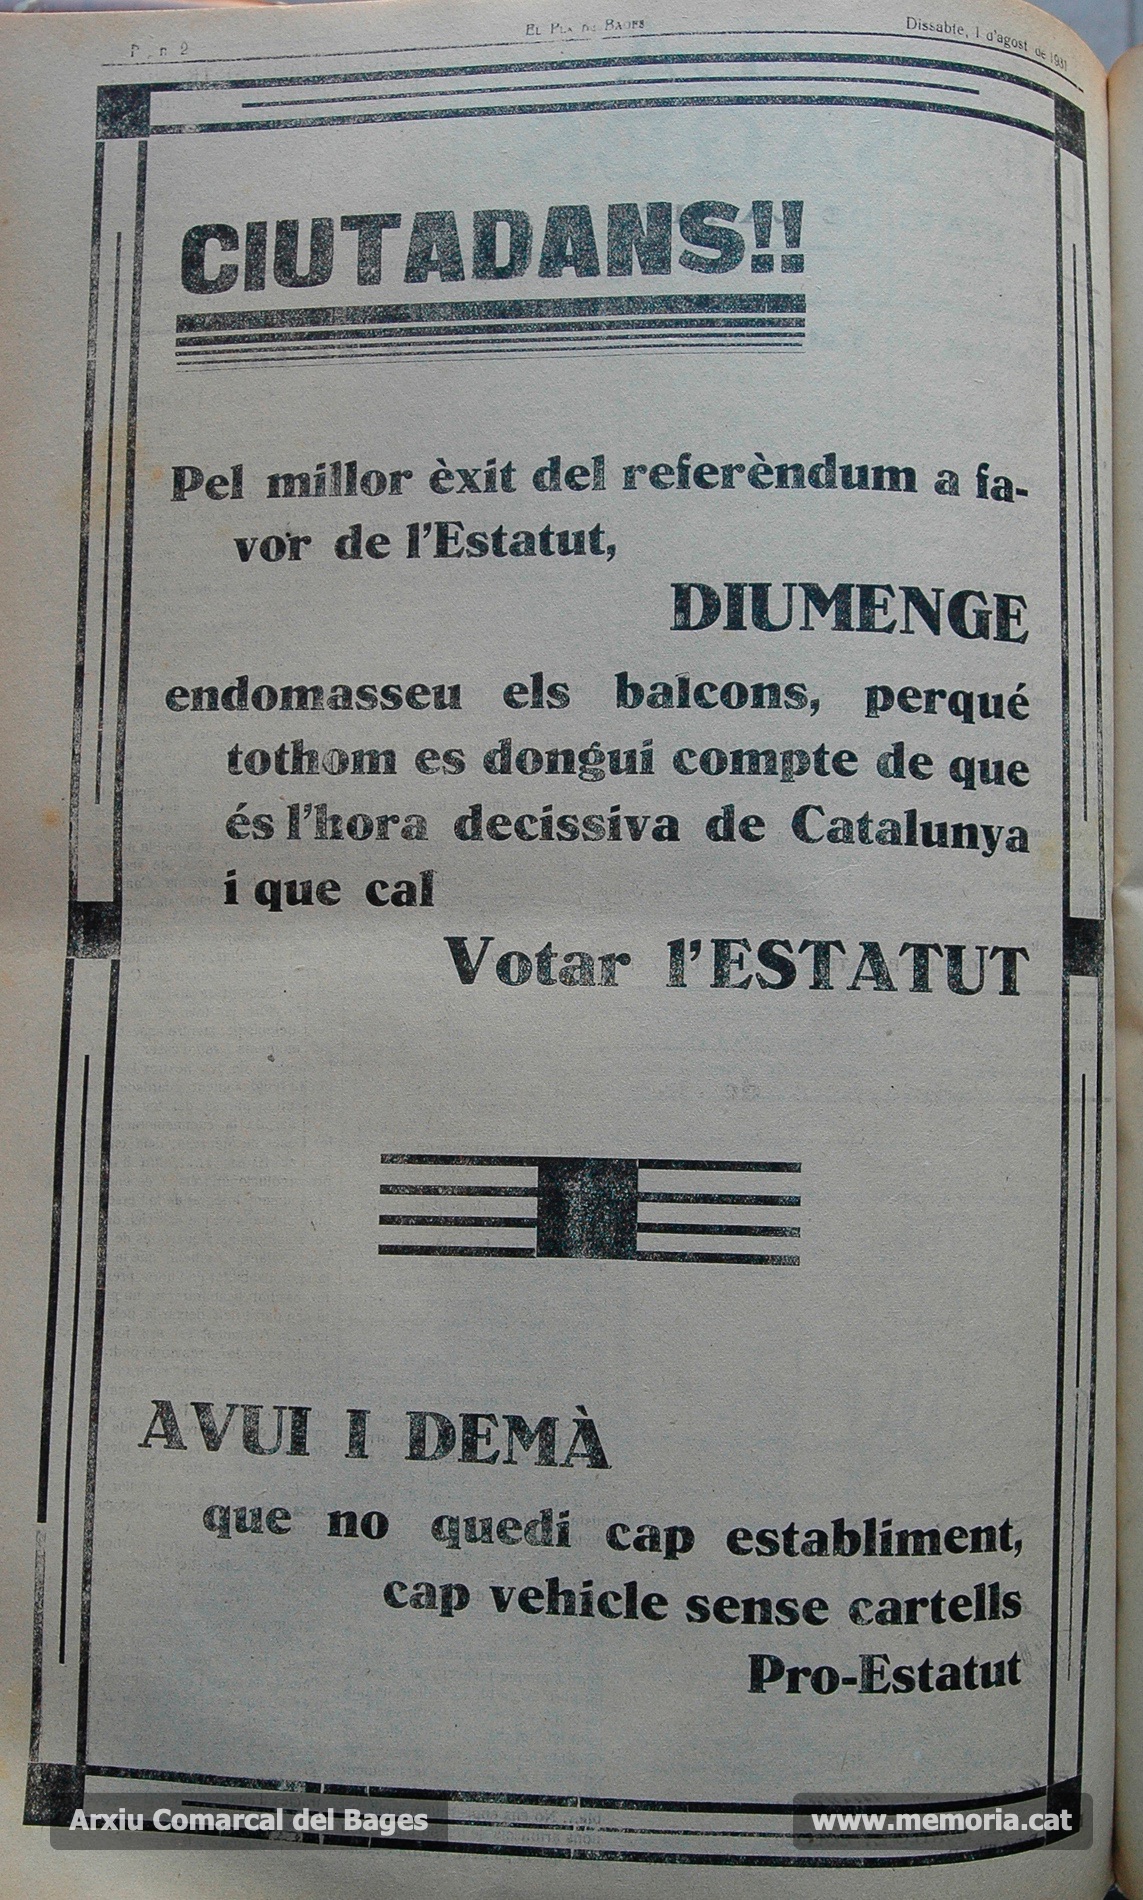 El Pla de Bages
Dissabte, 1 d'agost de 1931
CIUTADANS!!
Pel millor èxit del referèndum a fa-
vor de l'Estatut,
DIUMENGE
endomasseu els balcons, perqué
tothom es dongui compte de que
és l'hora decissiva de Catalunya
i que cal
Votar l'ESTATUT
AVUI I DEMÀ
que no quedi cap establiment,
cap vehicle sense cartells
Pro-Estatut
Arxiu Comarcal del Bages
www.memoria.cat